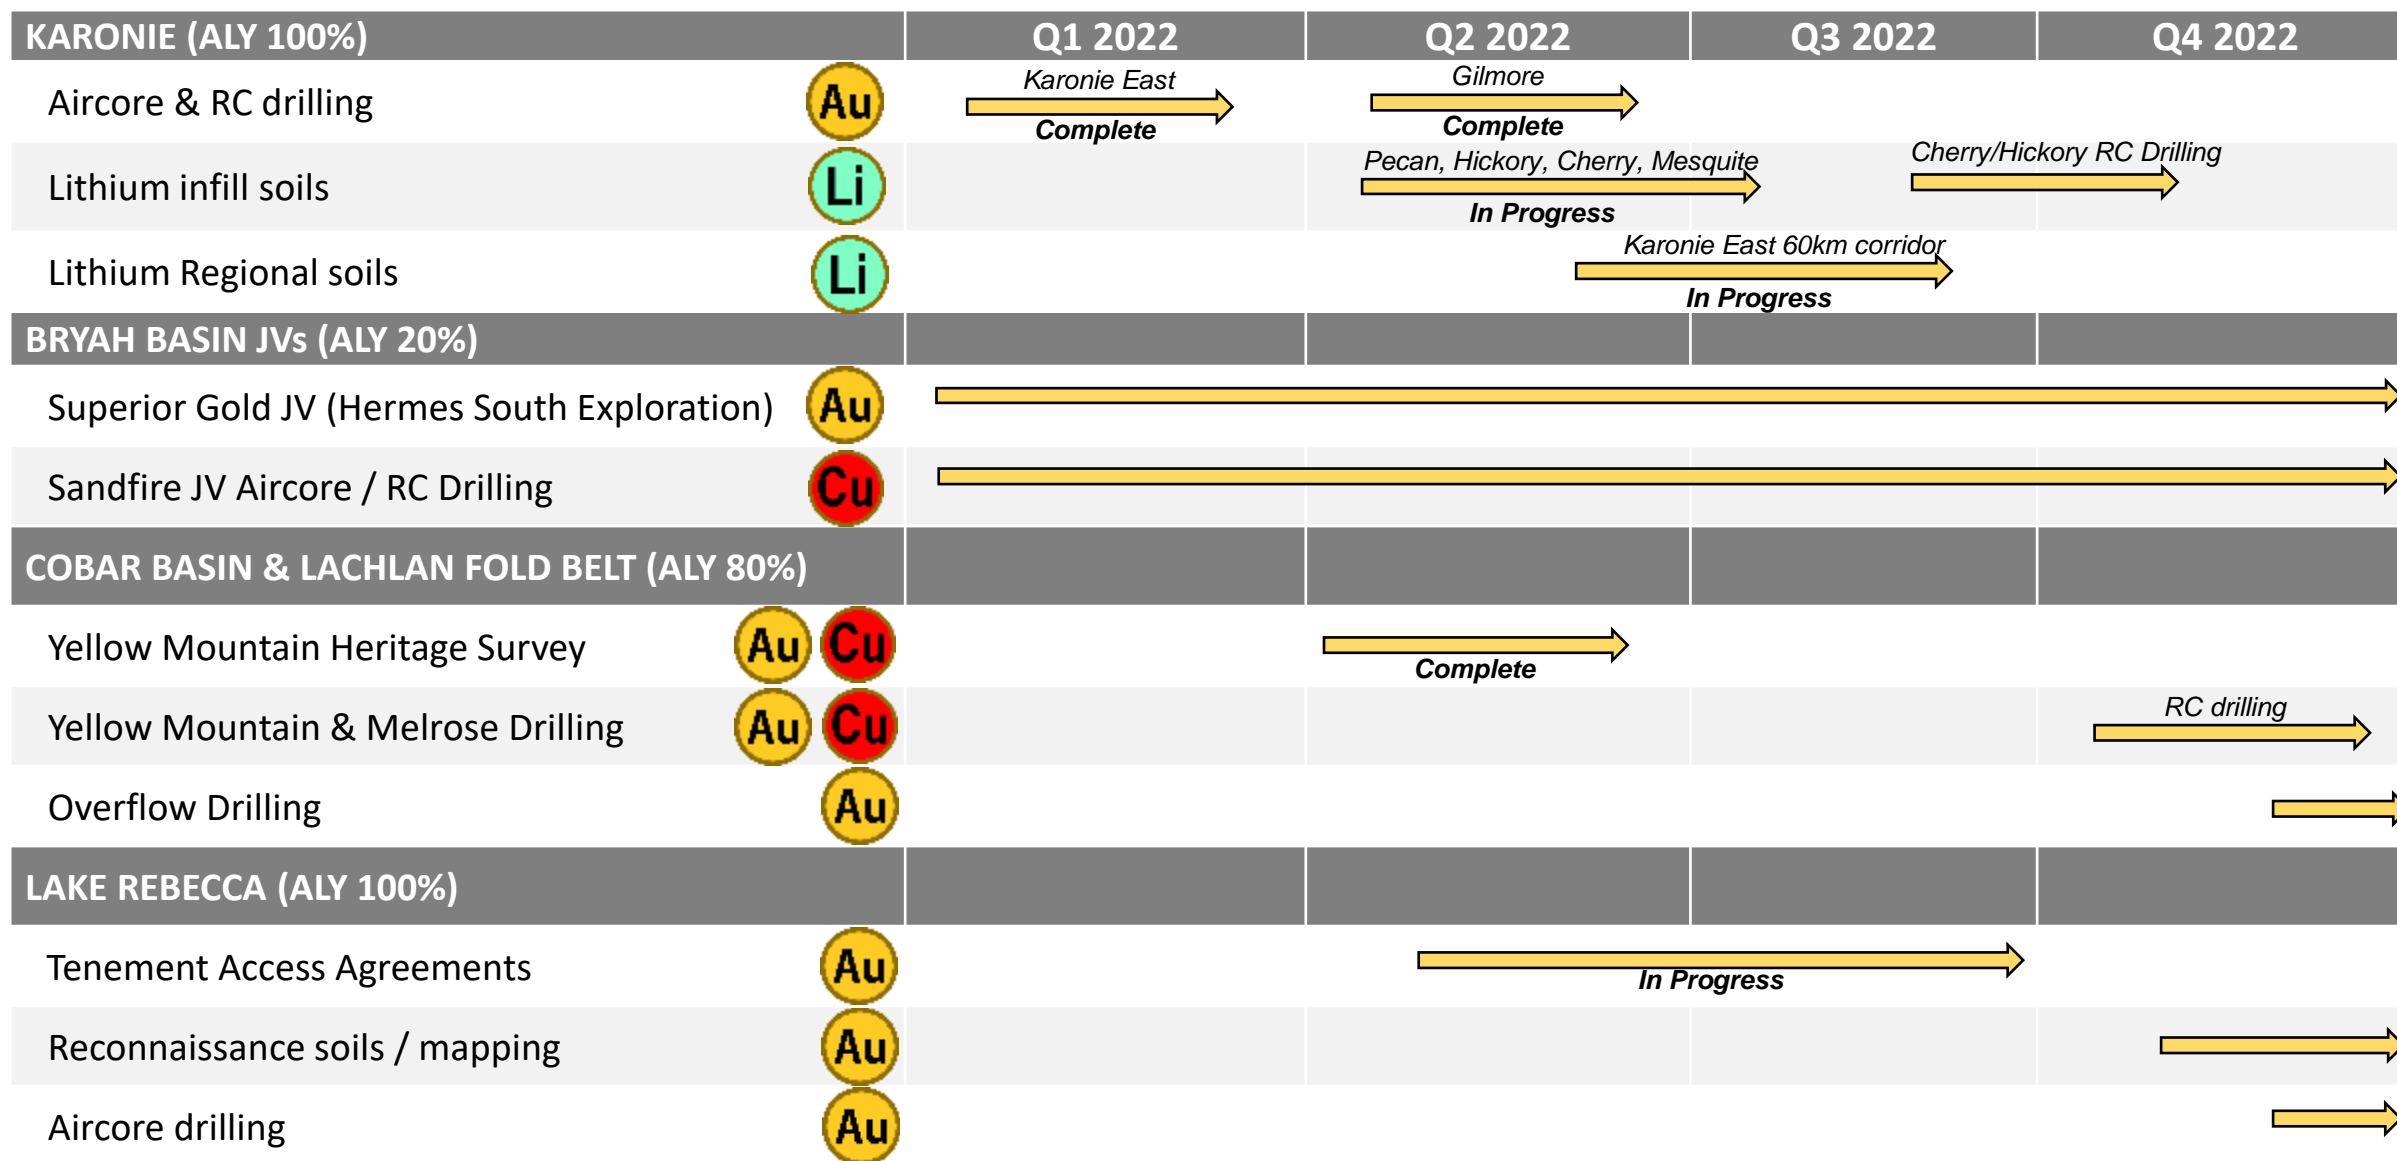 KARONIE (ALY 100%) Q1 2022 Q2 2022 Q3 2022 Q4 2022
Aircore & RC drilling Au Karonie East Gilmore
Complete Complete
Lithium infill soils Li Pecan, Hickory, Cherry, Mesquite Cherry/Hickory RC Drilling
In Progress
Lithium Regional soils Li Karonie East 60km corridor
In Progress
BRYAH BASIN JVs (ALY 20%)
Superior Gold JV (Hermes South Exploration) Au
Sandfire JV Aircore / RC Drilling Cu
COBAR BASIN & LACHLAN FOLD BELT (ALY 80%)
Yellow Mountain Heritage Survey Au Cu
Complete
Yellow Mountain & Melrose Drilling Au Cu RC drilling
Overflow Drilling Au
LAKE REBECCA (ALY 100%)
Tenement Access Agreements Au
In Progress
Reconnaissance soils / mapping Au
Aircore drilling Au